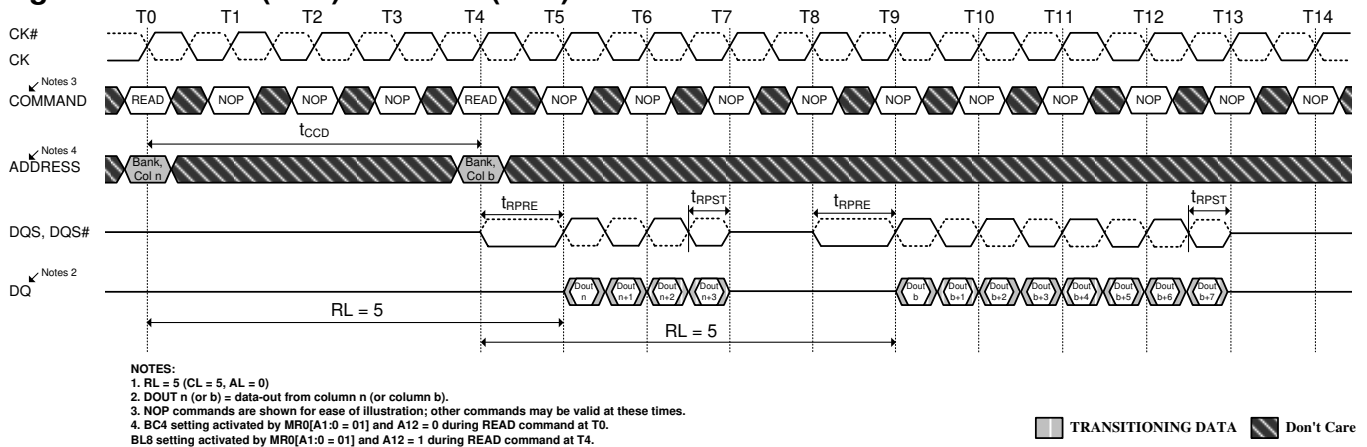 T0 T1 T2 T3 T4 T5 T6 T7 T8 T9 T10 T11 T12 T13 T14
CK#
CK
Notes 3
COMMAND READ NOP NOP NOP READ NOP NOP NOP NOP NOP NOP NOP NOP NOP NOP
tCCD
Notes 4
ADDRESS Bank, Col n Bank, Col b
tRPRE tRPST tRPRE tRPST
DQS, DQS#
Notes 2
DQ Dout n Dout n+1 Dout n+2 Dout n+3 Dout b Dout b+1 Dout b+2 Dout b+3 Dout b+4 Dout b+5 Dout b+6 Dout b+7
RL = 5
RL = 5
NOTES:
1. RL = 5 (CL = 5, AL = 0)
2. DOUT n (or b) = data-out from column n (or column b).
3. NOP commands are shown for ease of illustration; other commands may be valid at these times.
4. BC4 setting activated by MR0[A1:0 = 01] and A12 = 0 during READ command at T0.
BL8 setting activated by MR0[A1:0 = 01] and A12 = 1 during READ command at T4.
TRANSITIONING DATA Don't Care